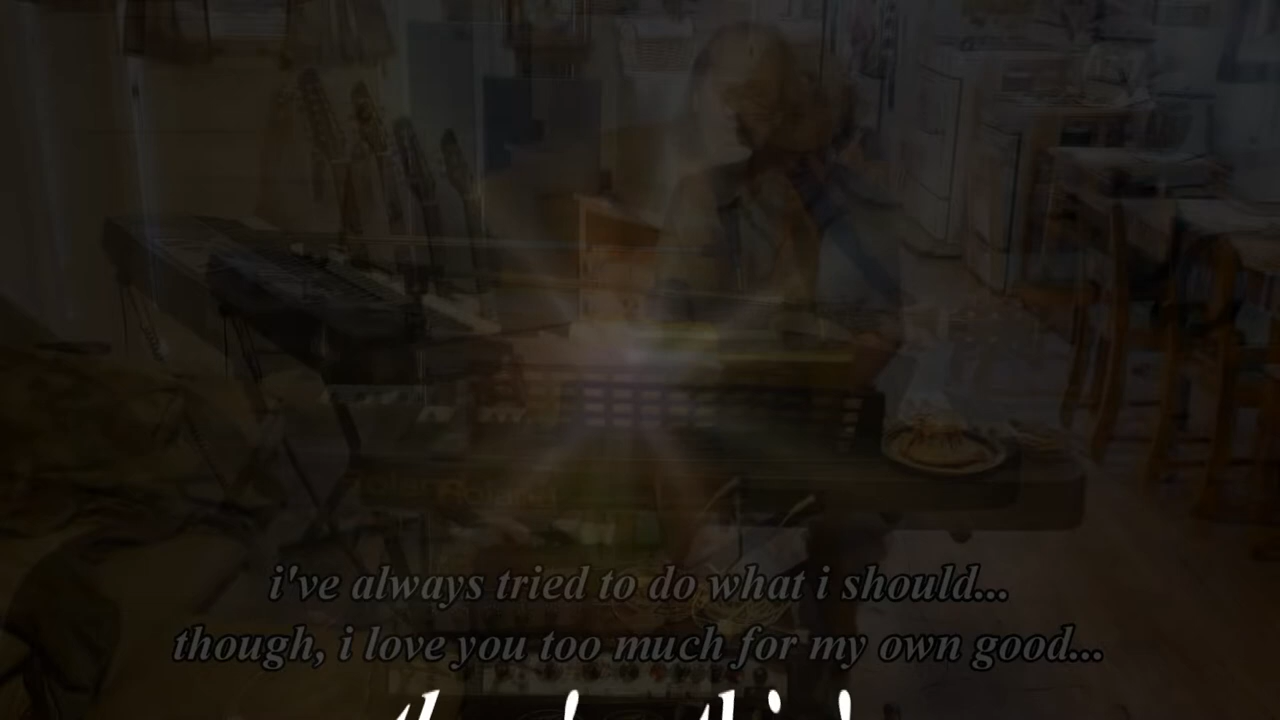 i've always tried to do what i should...
though, i love you too much for my own good...